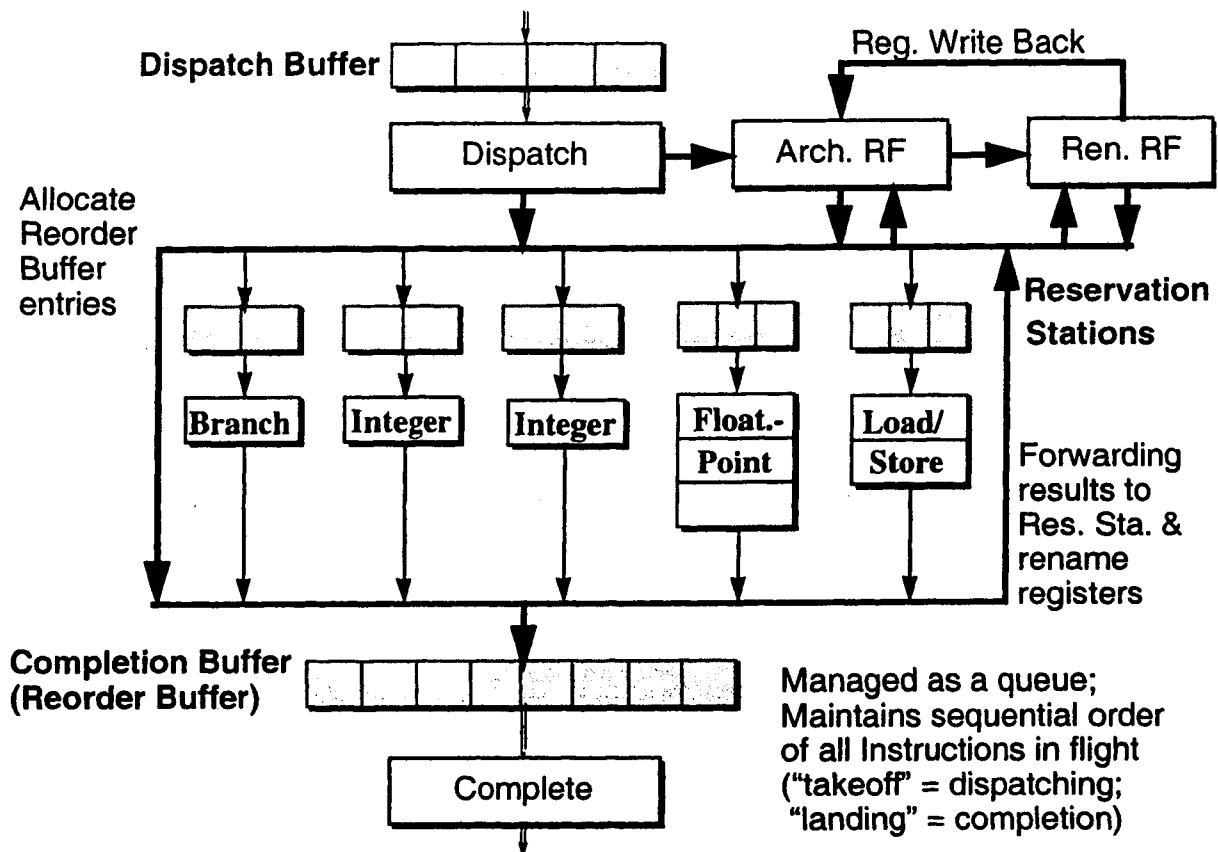 Reg. Write Back
Dispatch Buffer
Dispatch
Arch. RF
Ren. RF
Allocate
Reorder
Buffer
entries
Reservation
Stations
Branch
Integer
Integer
Float.-
Point
Load/
Store
Forwarding
results to
Res. Sta. &
rename
registers
Completion Buffer
(Reorder Buffer)
Managed as a queue;
Maintains sequential order
of all Instructions in flight
(“takeoff” = dispatching;
“landing” = completion)
Complete